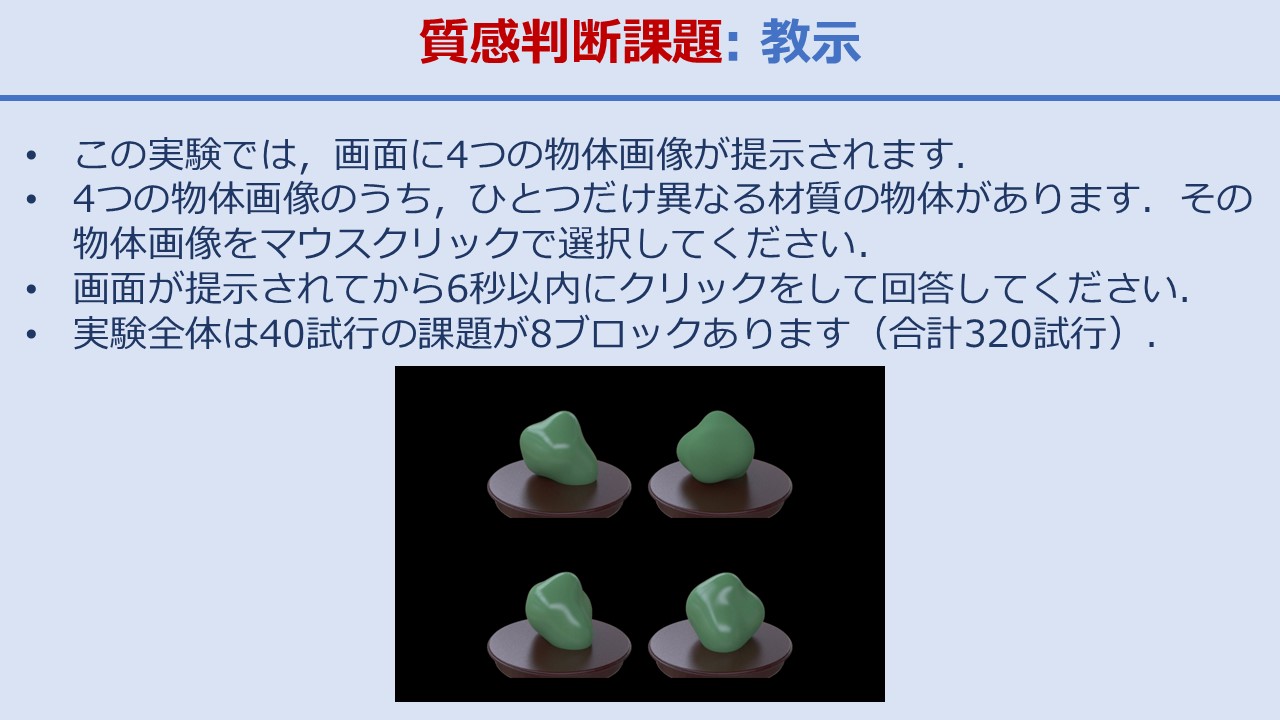 質感判断課題: 教示
• この実験では，画面に4つの物体画像が提示されます．
• 4つの物体画像のうち，ひとつだけ異なる材質の物体があります．その
物体画像をマウスクリックで選択してください．
• 画面が提示されてから6秒以内にクリックをして回答してください．
• 実験全体は40試行の課題が8ブロックあります（合計320試行）．